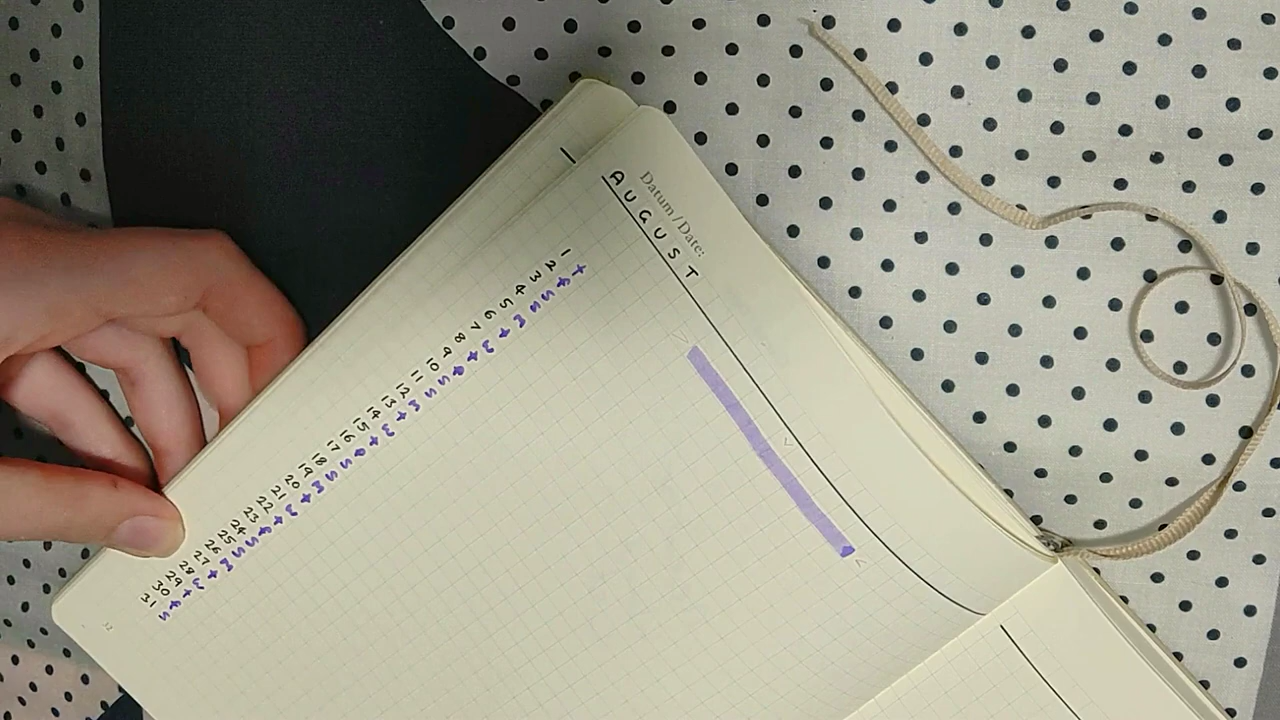 Datum / Date:
AUGUST
1 t
2 f
3 s
4 s
5 m
6 t
7 w
8 t
9 f
10 s
11 s
12 m
13 t
14 w
15 t
16 f
17 s
18 s
19 m
20 t
21 w
22 t
23 f
24 s
25 s
26 m
27 t
28 w
29 t
30 f
31 s